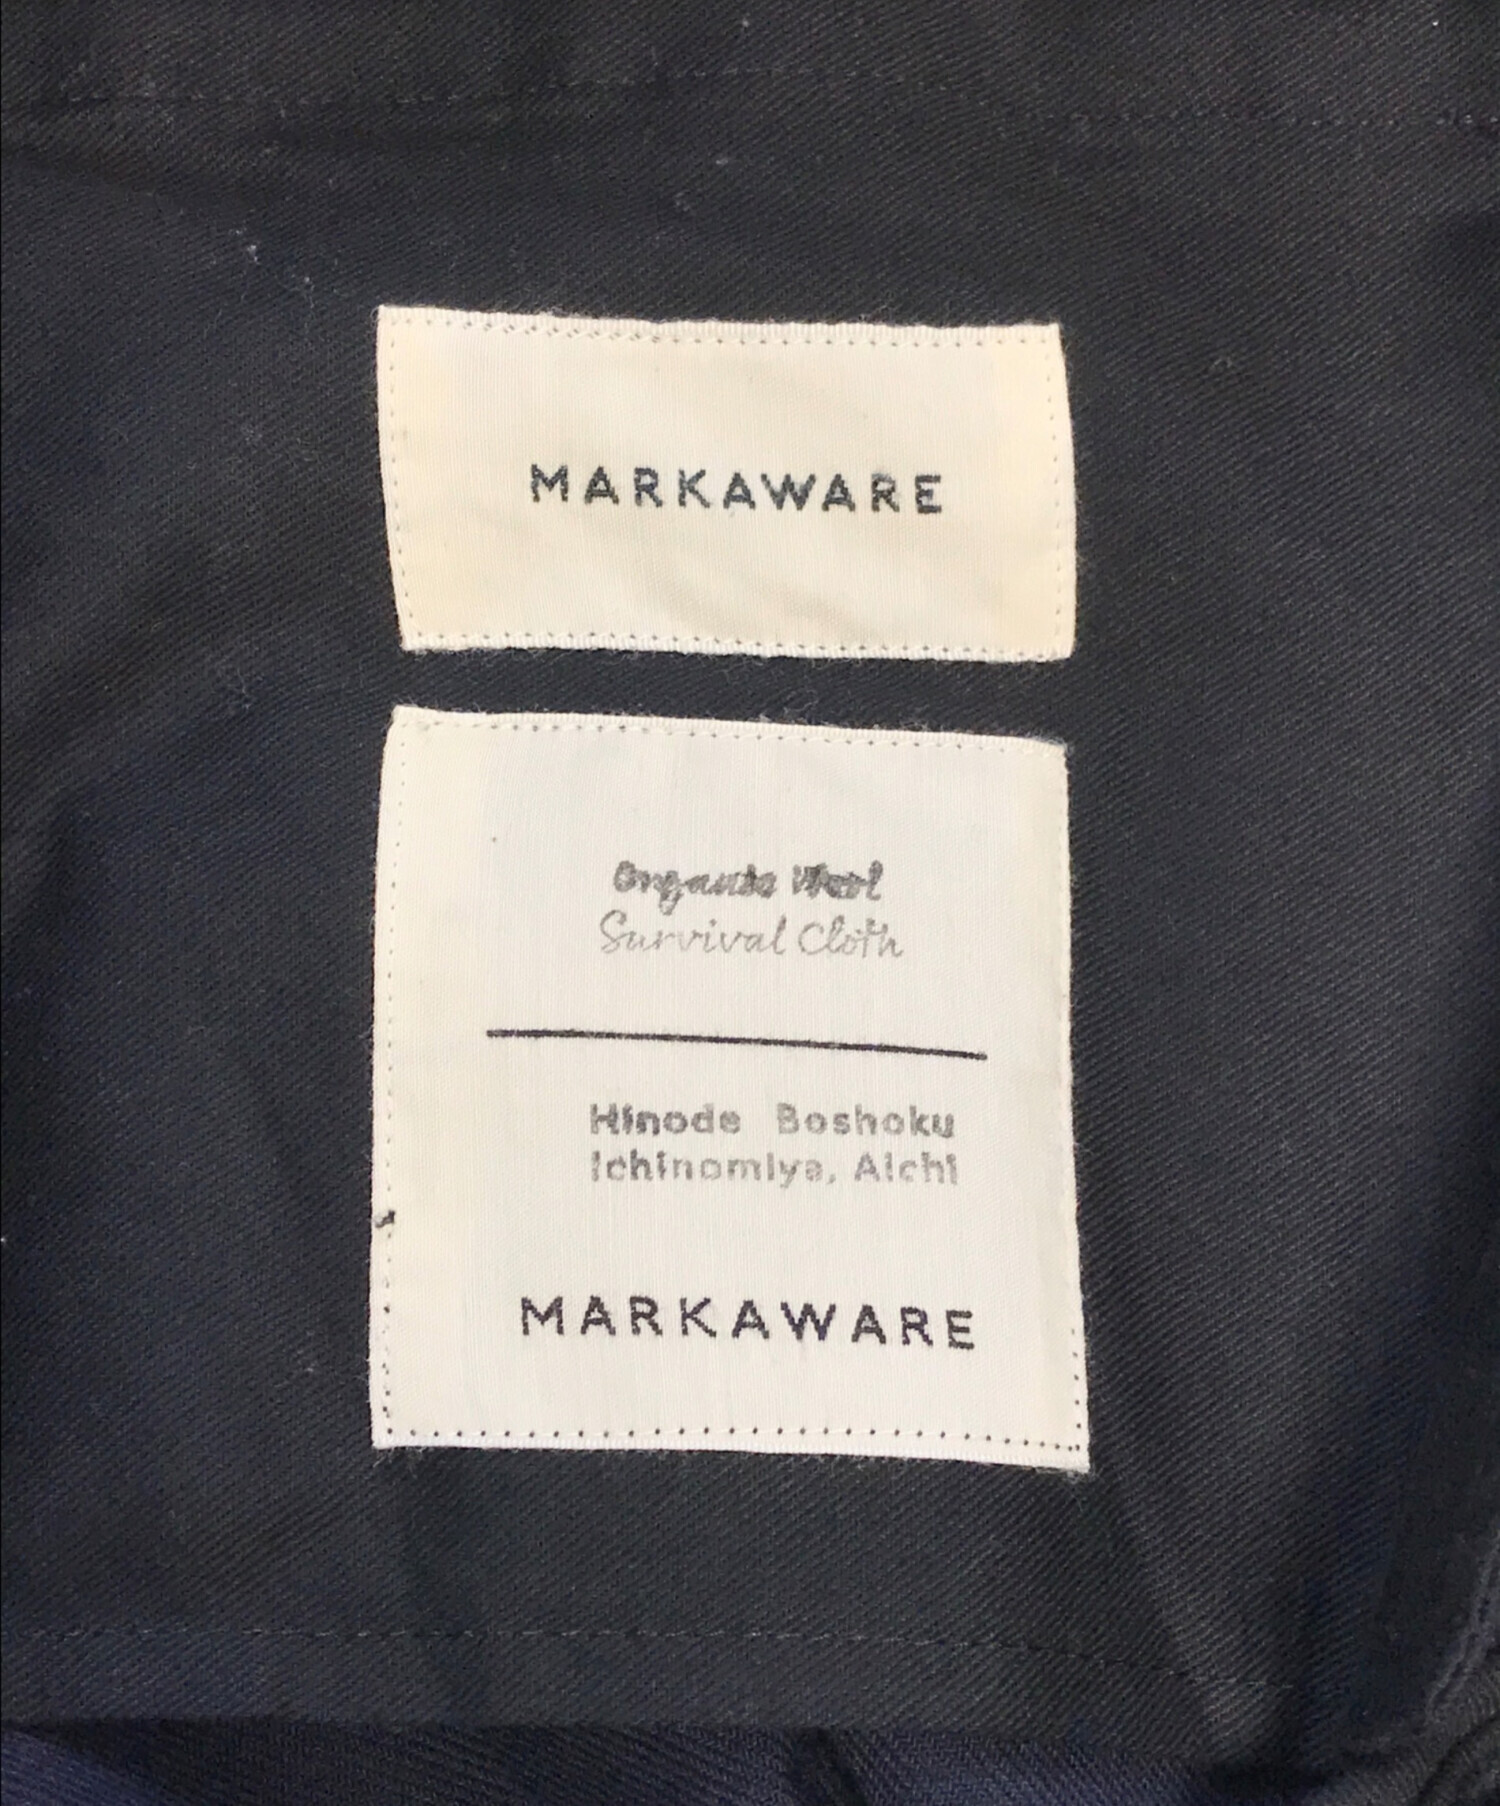 MARKAWARE
Organic Wool
Survival Cloth
Hinode Boshoku
Ichinomiya, Aichi
MARKAWARE